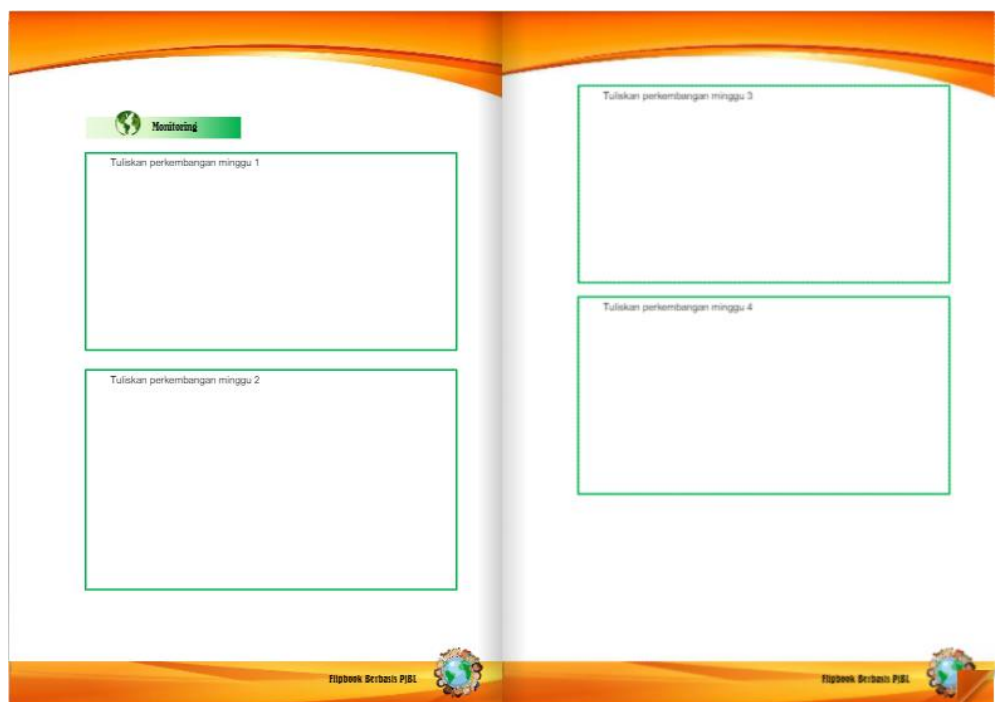 Monitoring
Tuliskan perkembangan minggu 1
Tuliskan perkembangan minggu 2
Flipbook Berbasis PjBL
Tuliskan perkembangan minggu 3
Tuliskan perkembangan minggu 4
Flipbook Berbasis PjBL